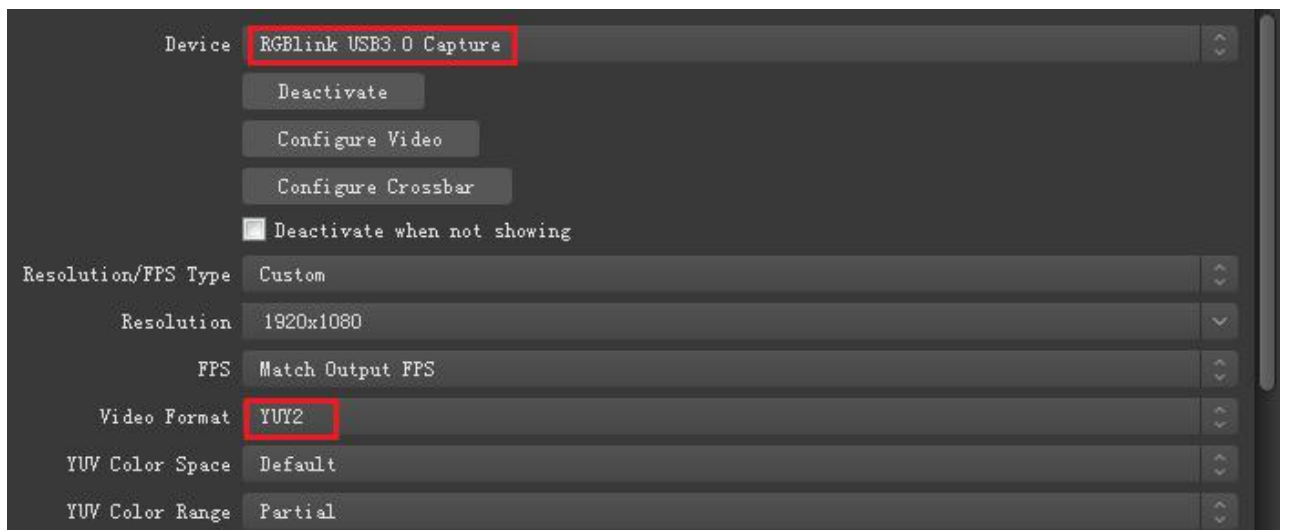 Device RGBlink USB3.0 Capture
Deactivate
Configure Video
Configure Crossbar
Deactivate when not showing
Resolution/FPS Type Custom
Resolution 1920x1080
FPS Match Output FPS
Video Format YUY2
YUV Color Space Default
YUV Color Range Partial